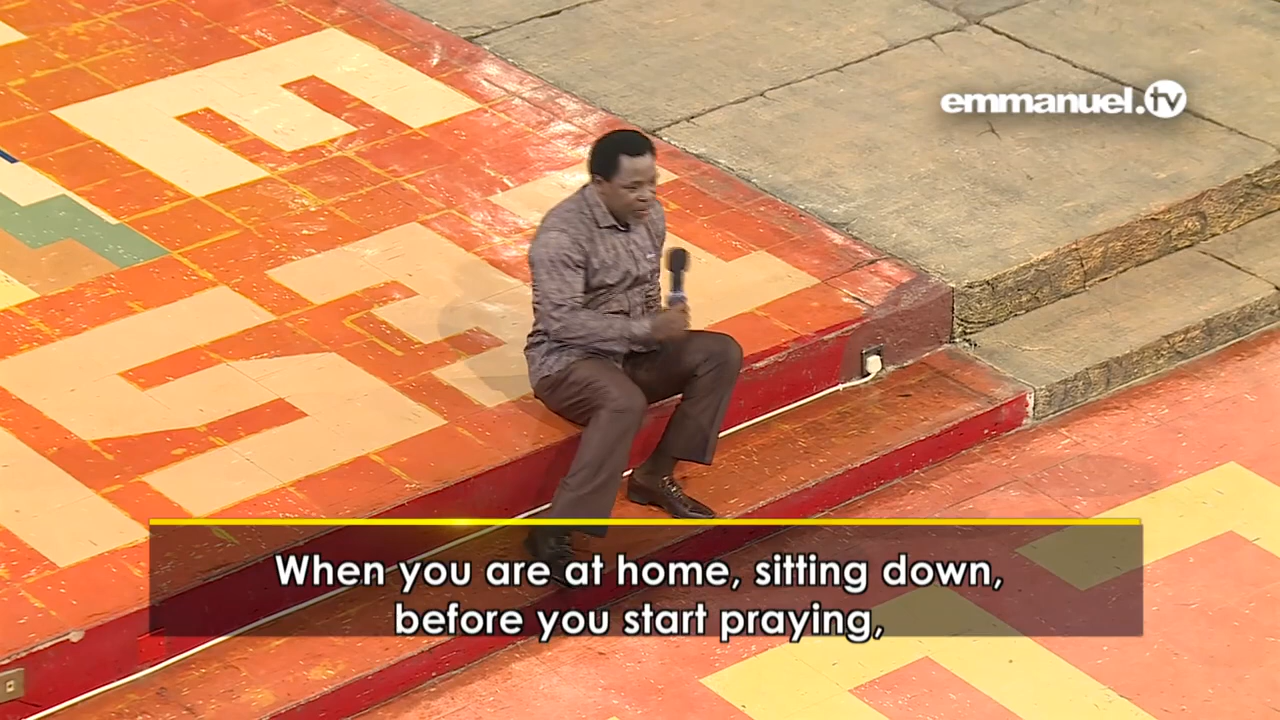 emmanuel.tv
When you are at home, sitting down,
before you start praying,